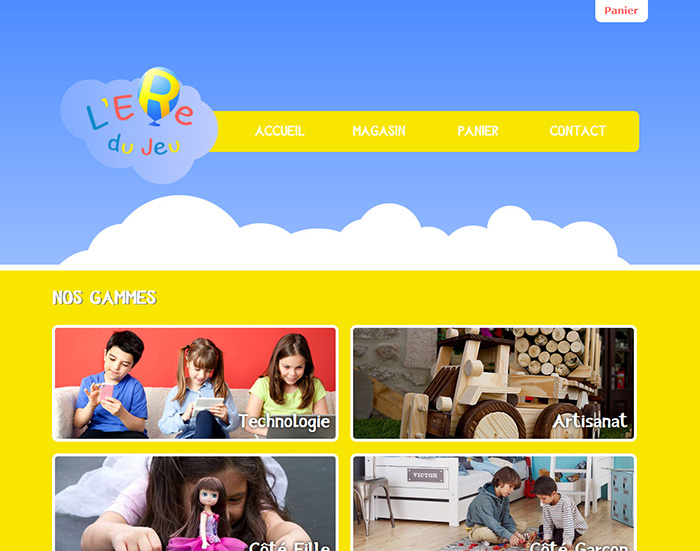 Panier
L'ERe
du Jeu
ACCUEIL MAGASIN PANIER CONTACT
NOS GAMMES
Technologie
Artisanat
VICTOR
Côté Fille
Côté Garçon